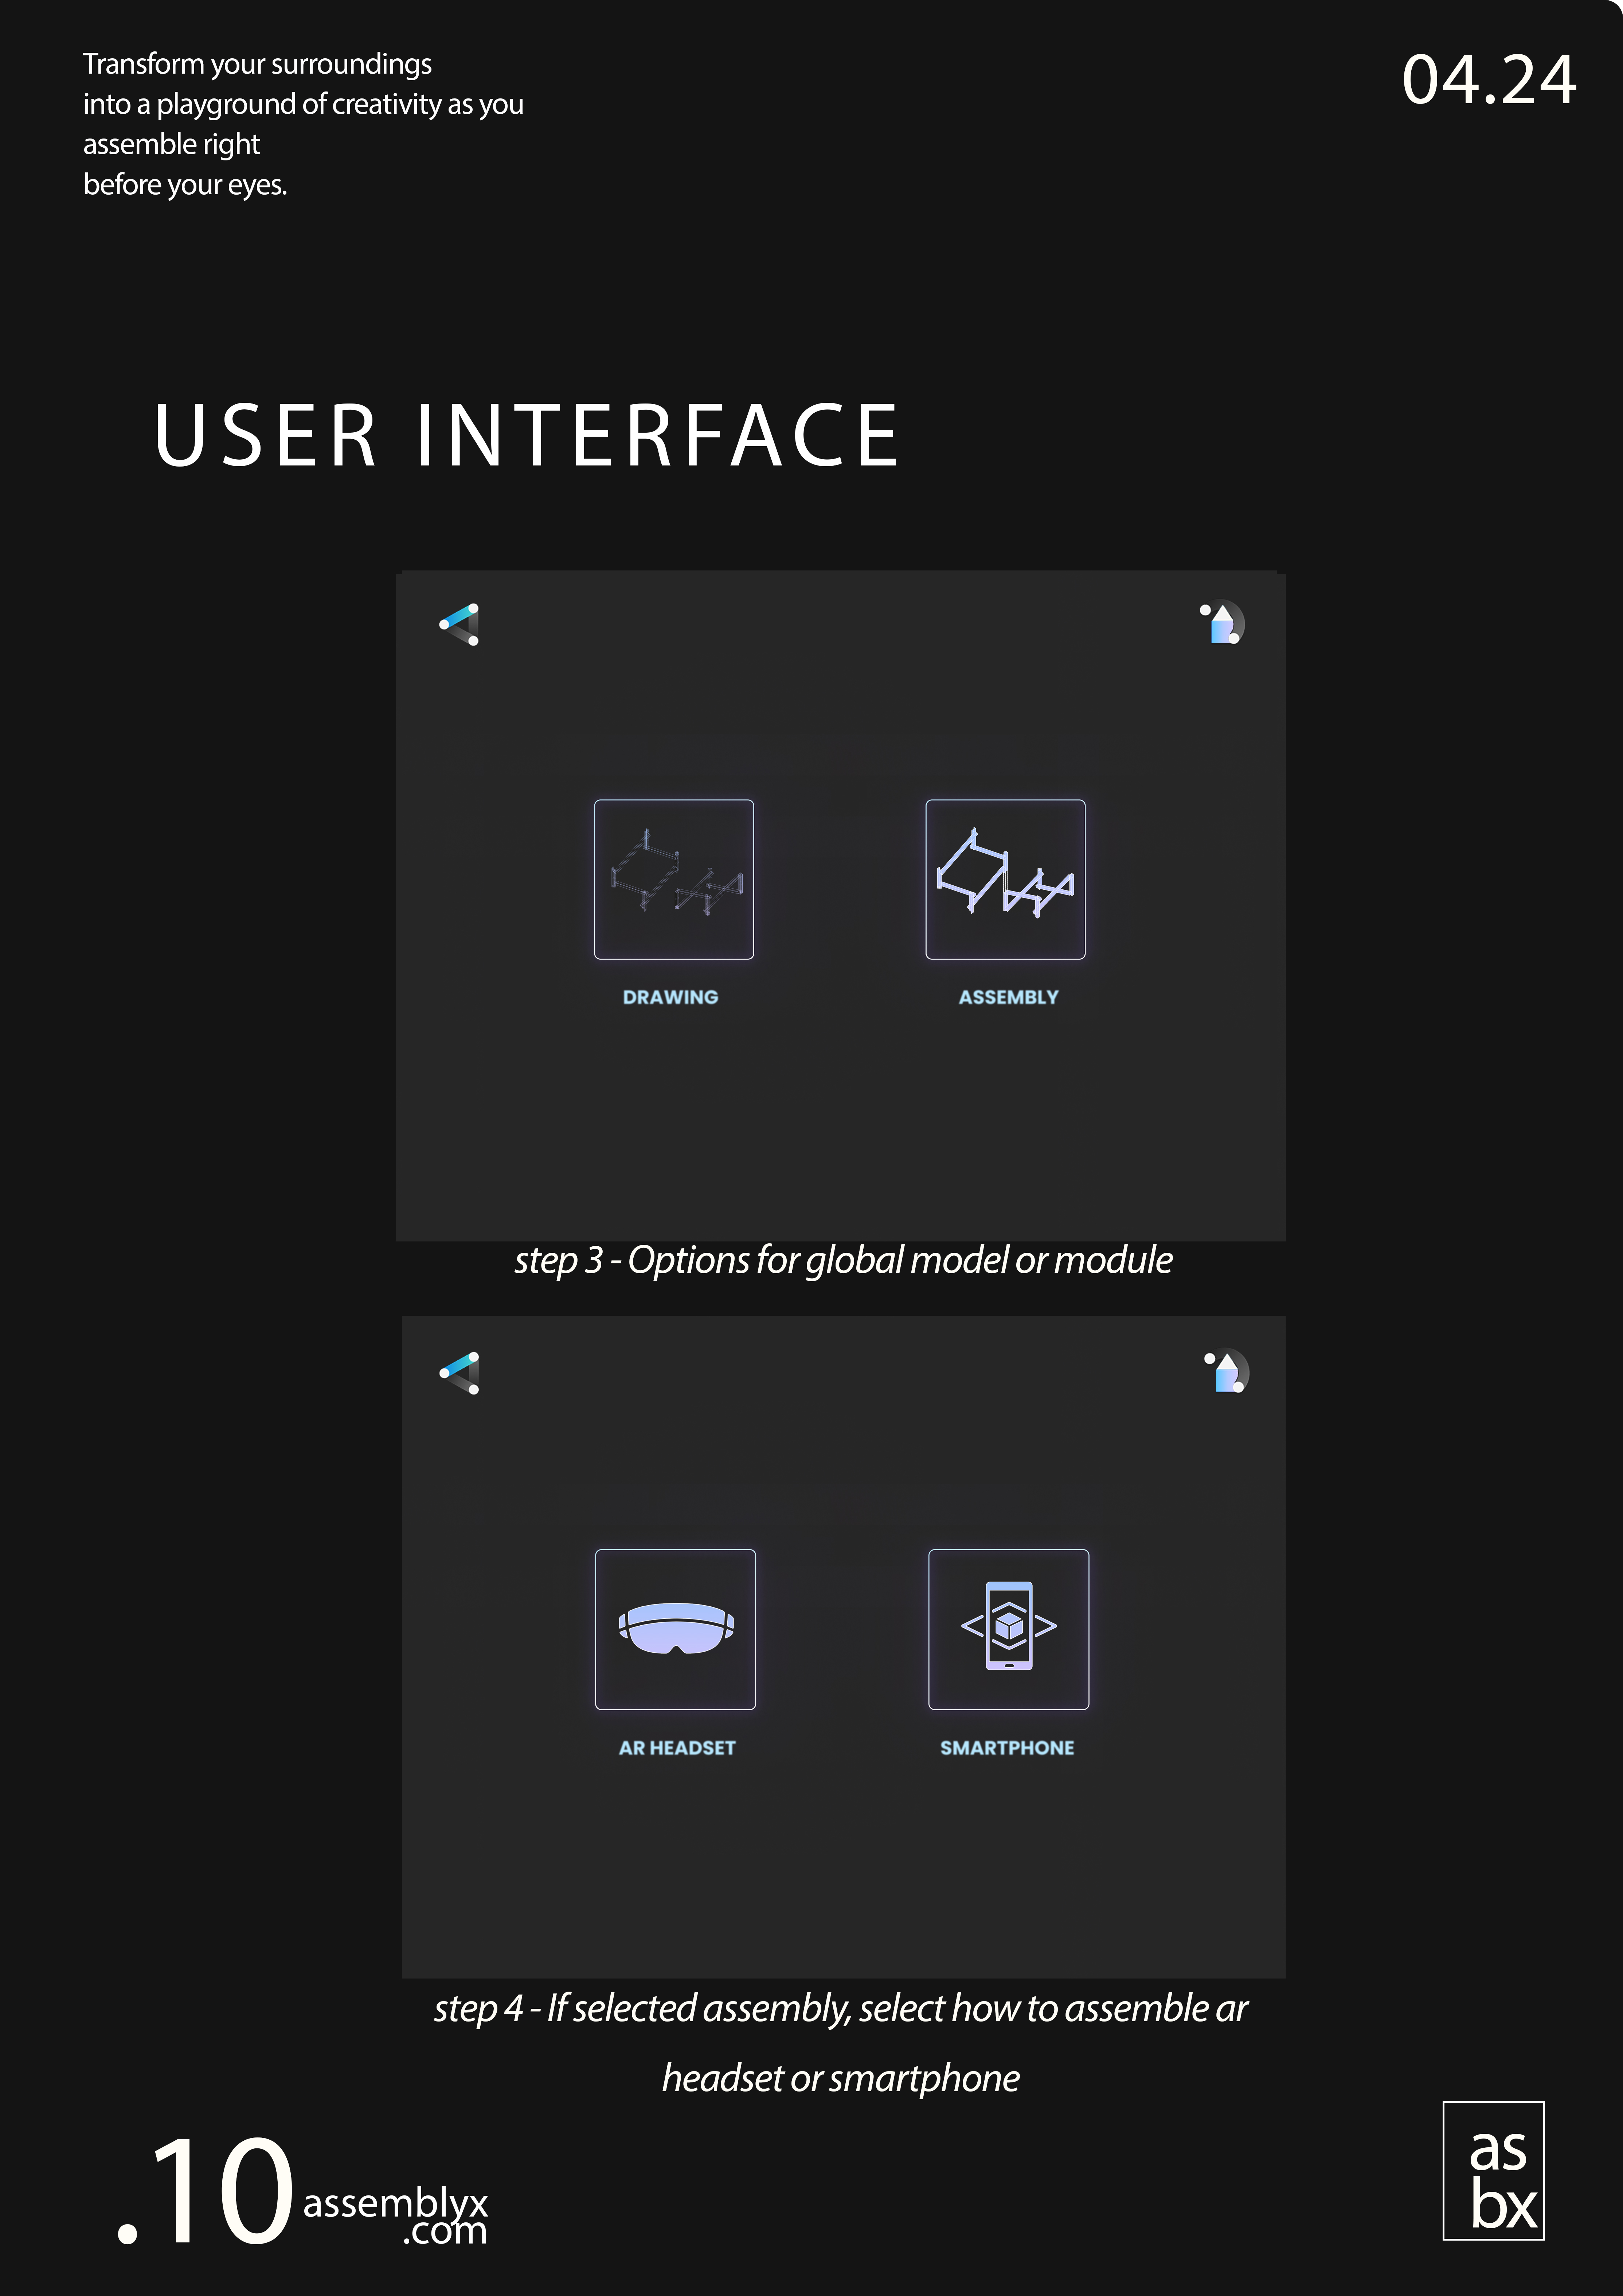 Transform your surroundings
into a playground of creativity as you
assemble right
before your eyes.
04.24
USER INTERFACE
DRAWING
ASSEMBLY
step 3 - Options for global model or module
AR HEADSET
SMARTPHONE
step 4 - If selected assembly, select how to assemble ar
headset or smartphone
.10
assemblyx
.com
as
bx